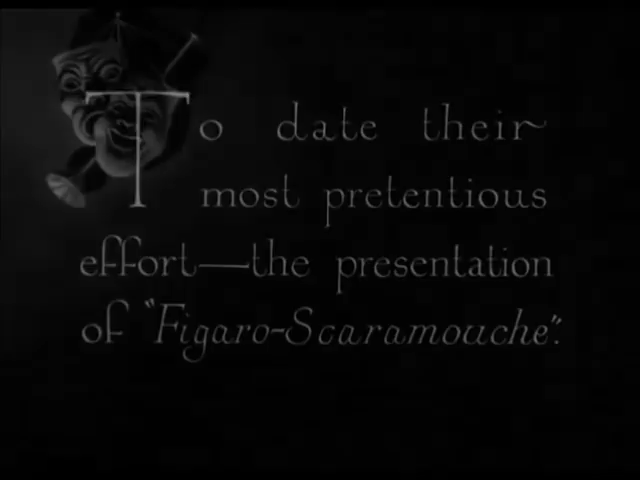 To date their
most pretentious
effort—the presentation
of "Figaro-Scaramouche".